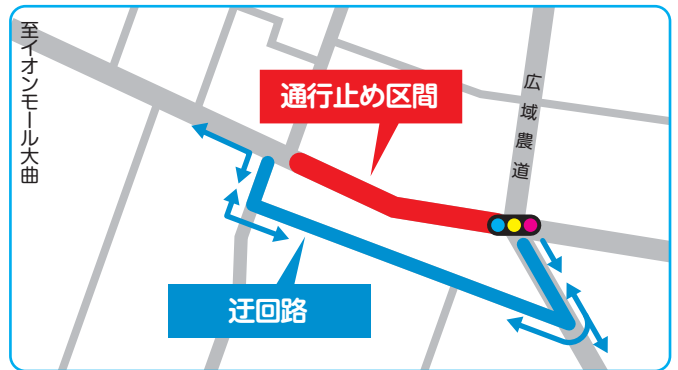 至イオンモール大曲
通行止め区間
広域農道
迂回路